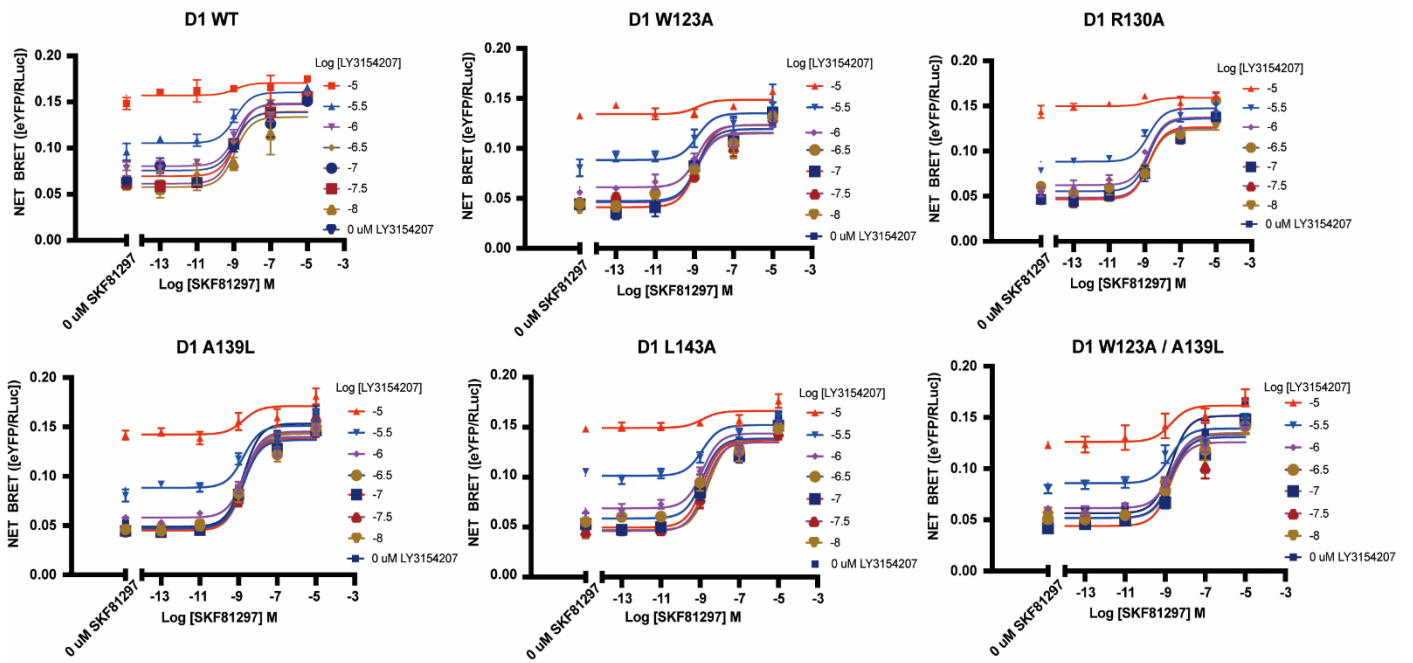 D1 WT
NET BRET ([eYFP/RLuc])
0.20
0.15
0.10
0.05
0.00
0 uM SKF81297
-13 -11 -9 -7 -5 -3
Log [SKF81297] M
Log [LY3154207]
-5
-5.5
-6
-6.5
-7
-7.5
-8
0 uM LY3154207
D1 W123A
NET BRET ([eYFP/RLuc])
0.20
0.15
0.10
0.05
0.00
0 uM SKF81297
-13 -11 -9 -7 -5 -3
Log [SKF81297] M
Log [LY3154207]
-5
-5.5
-6
-6.5
-7
-7.5
-8
0 uM LY3154207
D1 R130A
NET BRET ([eYFP/RLuc])
0.20
0.15
0.10
0.05
0.00
0 uM SKF81297
-13 -11 -9 -7 -5 -3
Log [SKF81297] M
Log [LY3154207]
-5
-5.5
-6
-6.5
-7
-7.5
-8
0 uM LY3154207
D1 A139L
NET BRET ([eYFP/RLuc])
0.20
0.15
0.10
0.05
0.00
0 uM SKF81297
-13 -11 -9 -7 -5 -3
Log [SKF81297] M
Log [LY3154207]
-5
-5.5
-6
-6.5
-7
-7.5
-8
0 uM LY3154207
D1 L143A
NET BRET ([eYFP/RLuc])
0.20
0.15
0.10
0.05
0.00
0 uM SKF81297
-13 -11 -9 -7 -5 -3
Log [SKF81297] M
Log [LY3154207]
-5
-5.5
-6
-6.5
-7
-7.5
-8
0 uM LY3154207
D1 W123A / A139L
NET BRET ([eYFP/RLuc])
0.20
0.15
0.10
0.05
0.00
0 uM SKF81297
-13 -11 -9 -7 -5 -3
Log [SKF81297] M
Log [LY3154207]
-5
-5.5
-6
-6.5
-7
-7.5
-8
0 uM LY3154207